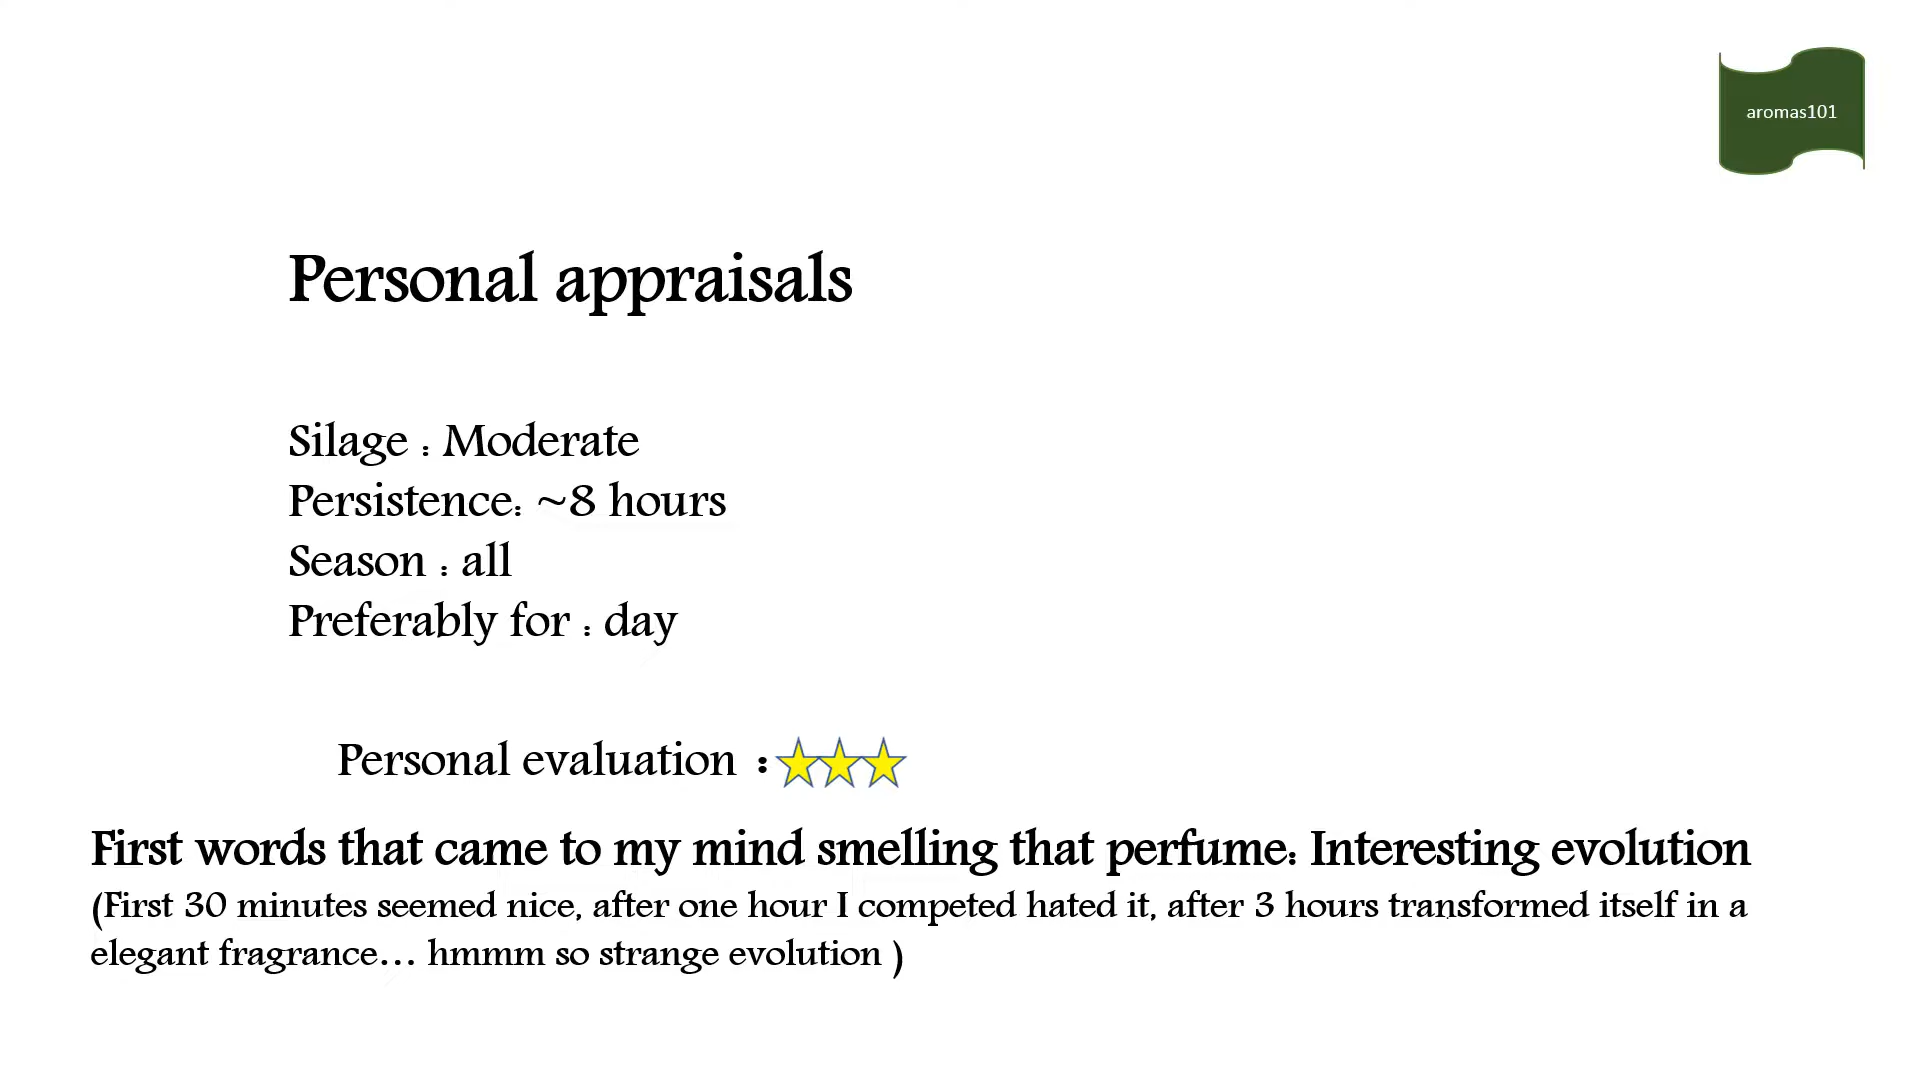 aromas101
Personal appraisals
Silage : Moderate
Persistence: ~8 hours
Season : all
Preferably for : day
Personal evaluation :
First words that came to my mind smelling that perfume: Interesting evolution
(First 30 minutes seemed nice, after one hour I competed hated it, after 3 hours transformed itself in a
elegant fragrance… hmmm so strange evolution )